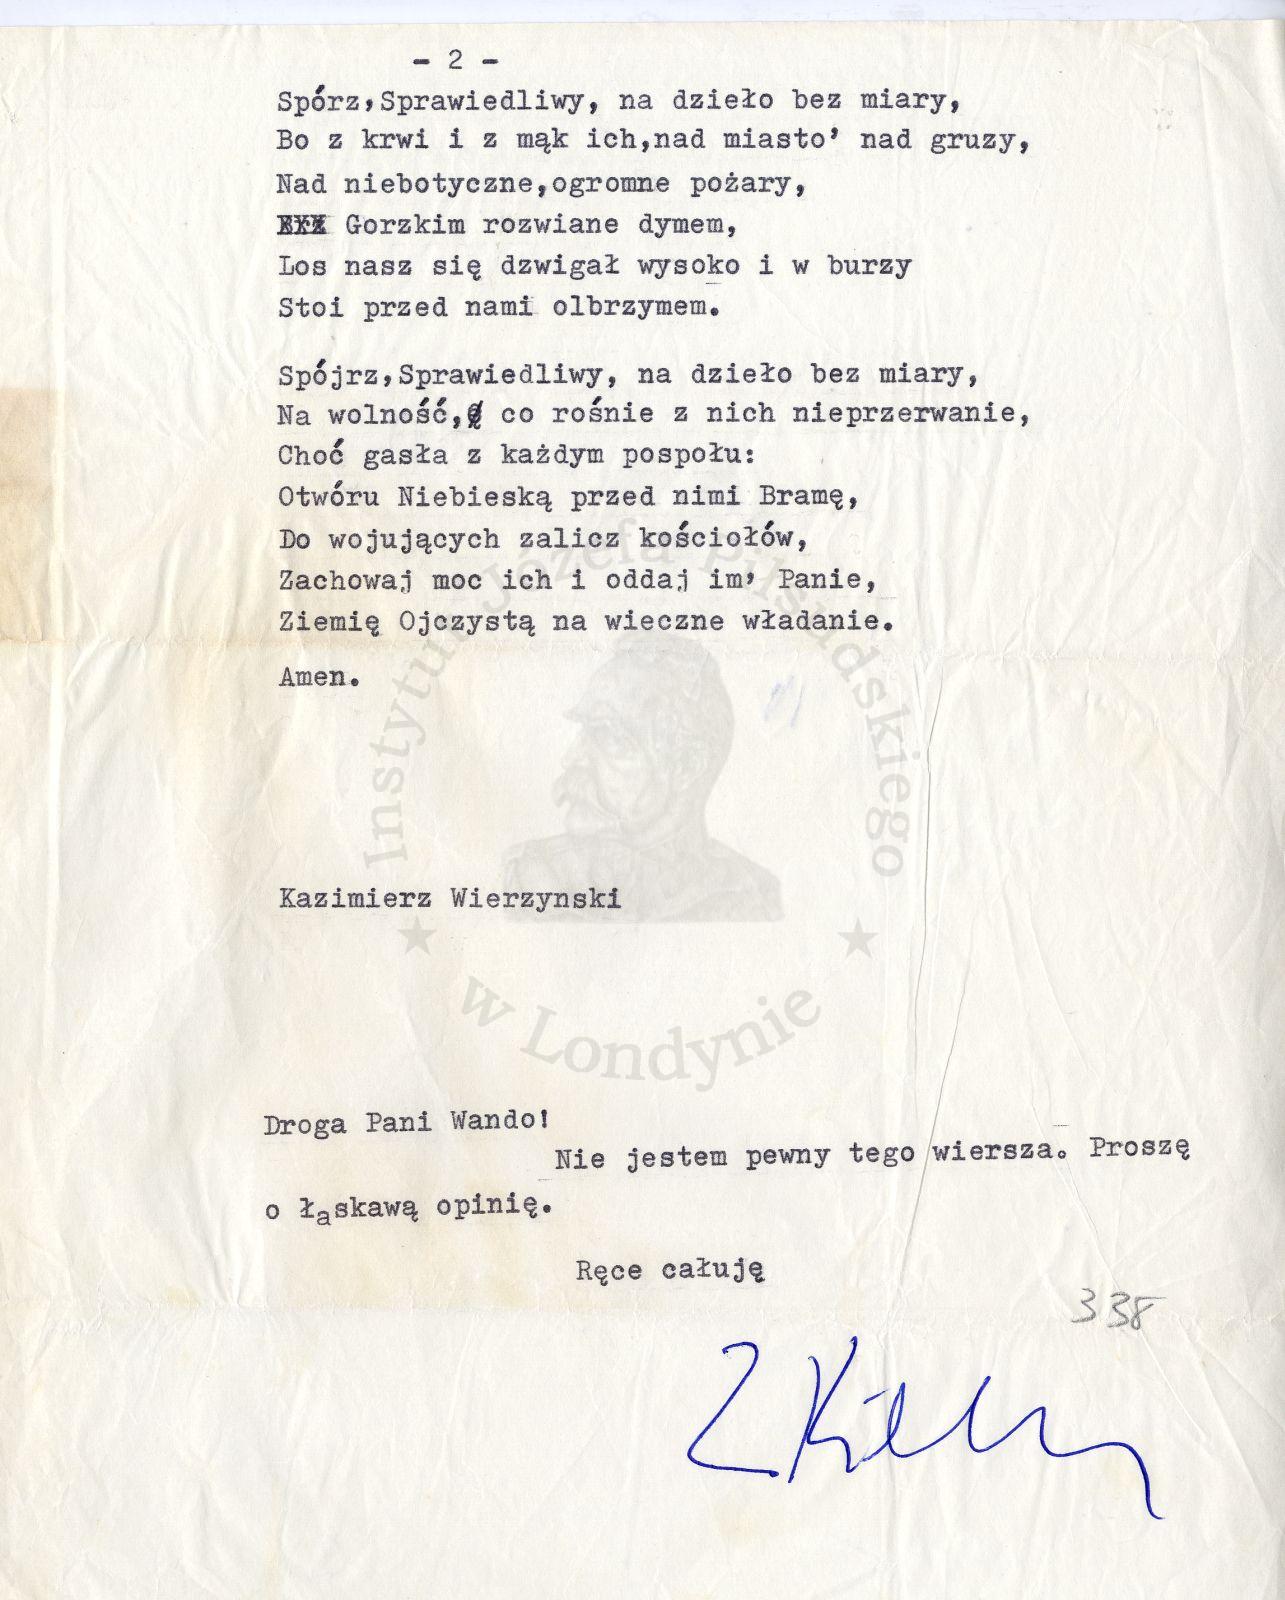 - 2 -
Spórz,Sprawiedliwy, na dzieło bez miary,
Bo z krwi i z mąk ich,nad miasto’ nad gruzy,
Nad niebotyczne,ogromne pożary,
Gorzkim rozwiane dymem,
Los nasz się dzwigał wysoko i w burzy
Stoi przed nami olbrzymem.
Spójrz,Sprawiedliwy, na dzieło bez miary,
Na wolność, co rośnie z nich nieprzerwanie,
Choć gasła z każdym pospołu:
Otwóru Niebieską przed nimi Bramę,
Do wojujących zalicz kościołów,
Zachowaj moc ich i oddaj im’ Panie,
Ziemię Ojczystą na wieczne władanie.
Amen.
Instytut Józefa Piłsudskiego
Kazimierz Wierzynski
w Londynie
Droga Pani Wando!
Nie jestem pewny tego wiersza. Proszę
o łąskawą opinię.
Ręce całuję
338